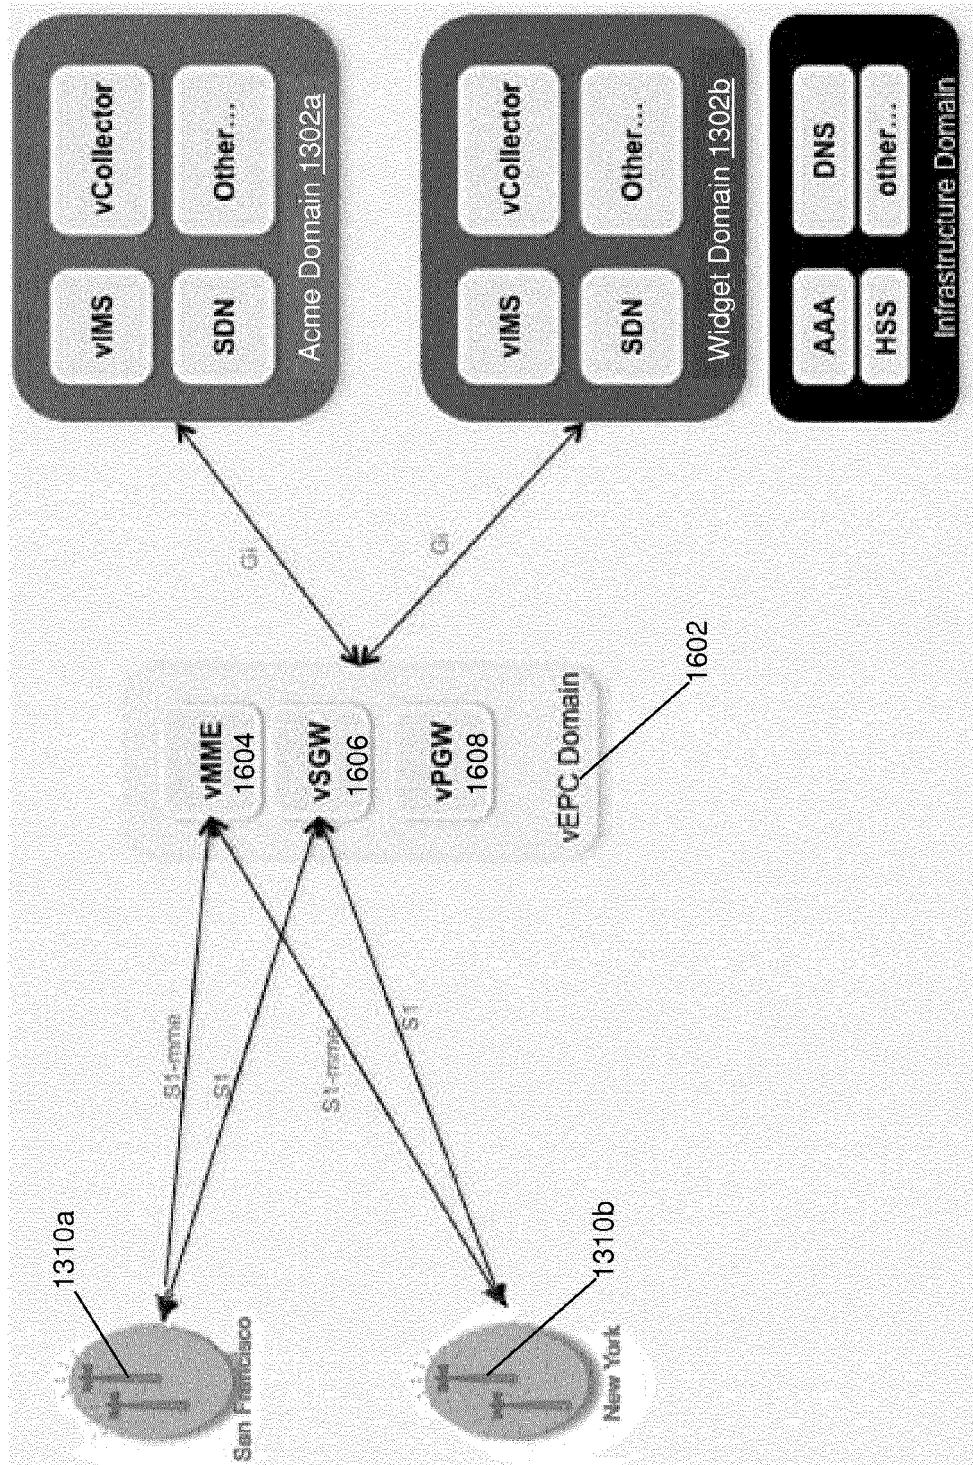 1310a
San Francisco
1310b
New York
S1-mme
S1
S1-mme
S1
vMME
1604
vSGW
1606
vPGW
1608
vEPC Domain
1602
Gi
Gi
vIMS
vCollector
SDN
Other...
Acme Domain 1302a
vIMS
vCollector
SDN
Other...
Widget Domain 1302b
AAA
DNS
HSS
other...
Infrastructure Domain